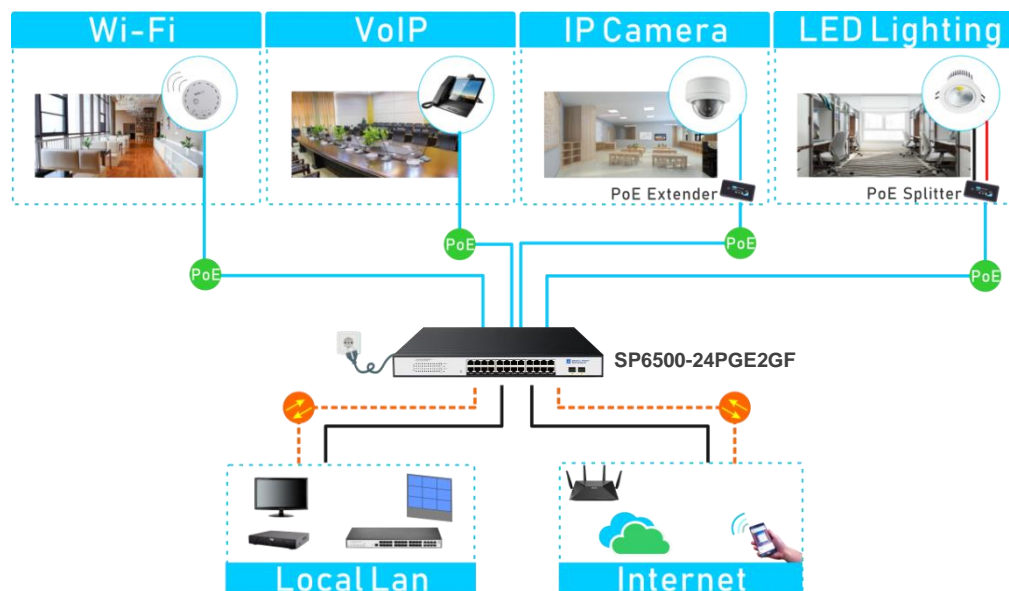 Wi-Fi
VoIP
IP Camera
LED Lighting
PoE Extender
PoE Splitter
PoE
PoE
PoE
PoE
SP6500-24PGE2GF
Local Lan
Internet